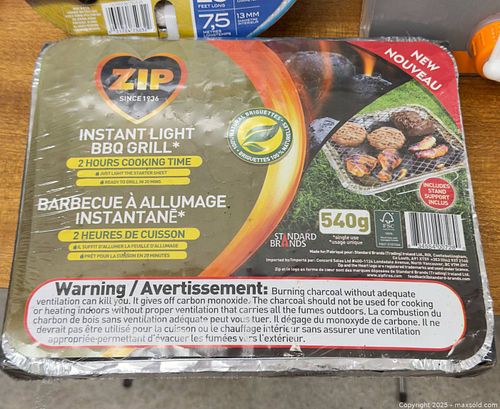 FEET LONG
7,5
13 MM
NEW
NOUVEAU
ZIP
SINCE 1936
INSTANT LIGHT
BBQ GRILL*
2 HOURS COOKING TIME
JUST LIGHT THE STARTER SHEET
READY TO GRILL IN 20 MINS
BARBECUE À ALLUMAGE
INSTANTANÉ*
2 HEURES DE CUISSON
IL SUFFIT D'ALLUMER LA FEUILLE D'ALLUMAGE
PRÊT POUR LA CUISSON EN 20 MINUTES
100% NATURAL BRIQUETTES
BRIQUETTES 100%
INCLUDES
STAND
SUPPORT
INCLUS
STANDARD
BRANDS
540g
*single use
*usage unique
FSC
Warning / Avertissement: Burning charcoal without adequate
ventilation can kill you. It gives off carbon monoxide. The charcoal should not be used for cooking
or heating indoors without proper ventilation that carries all the fumes outdoors. La combustion du
charbon de bois sans ventilation adéquate peut vous tuer. Il dégage du monoxyde de carbone. Il ne
devrait pas être utilisé pour la cuisson ou le chauffage intérieur sans assurer une ventilation
appropriée permettant d'évacuer les fumées vers l'extérieur.
Copyright 2025 - maxsold.com